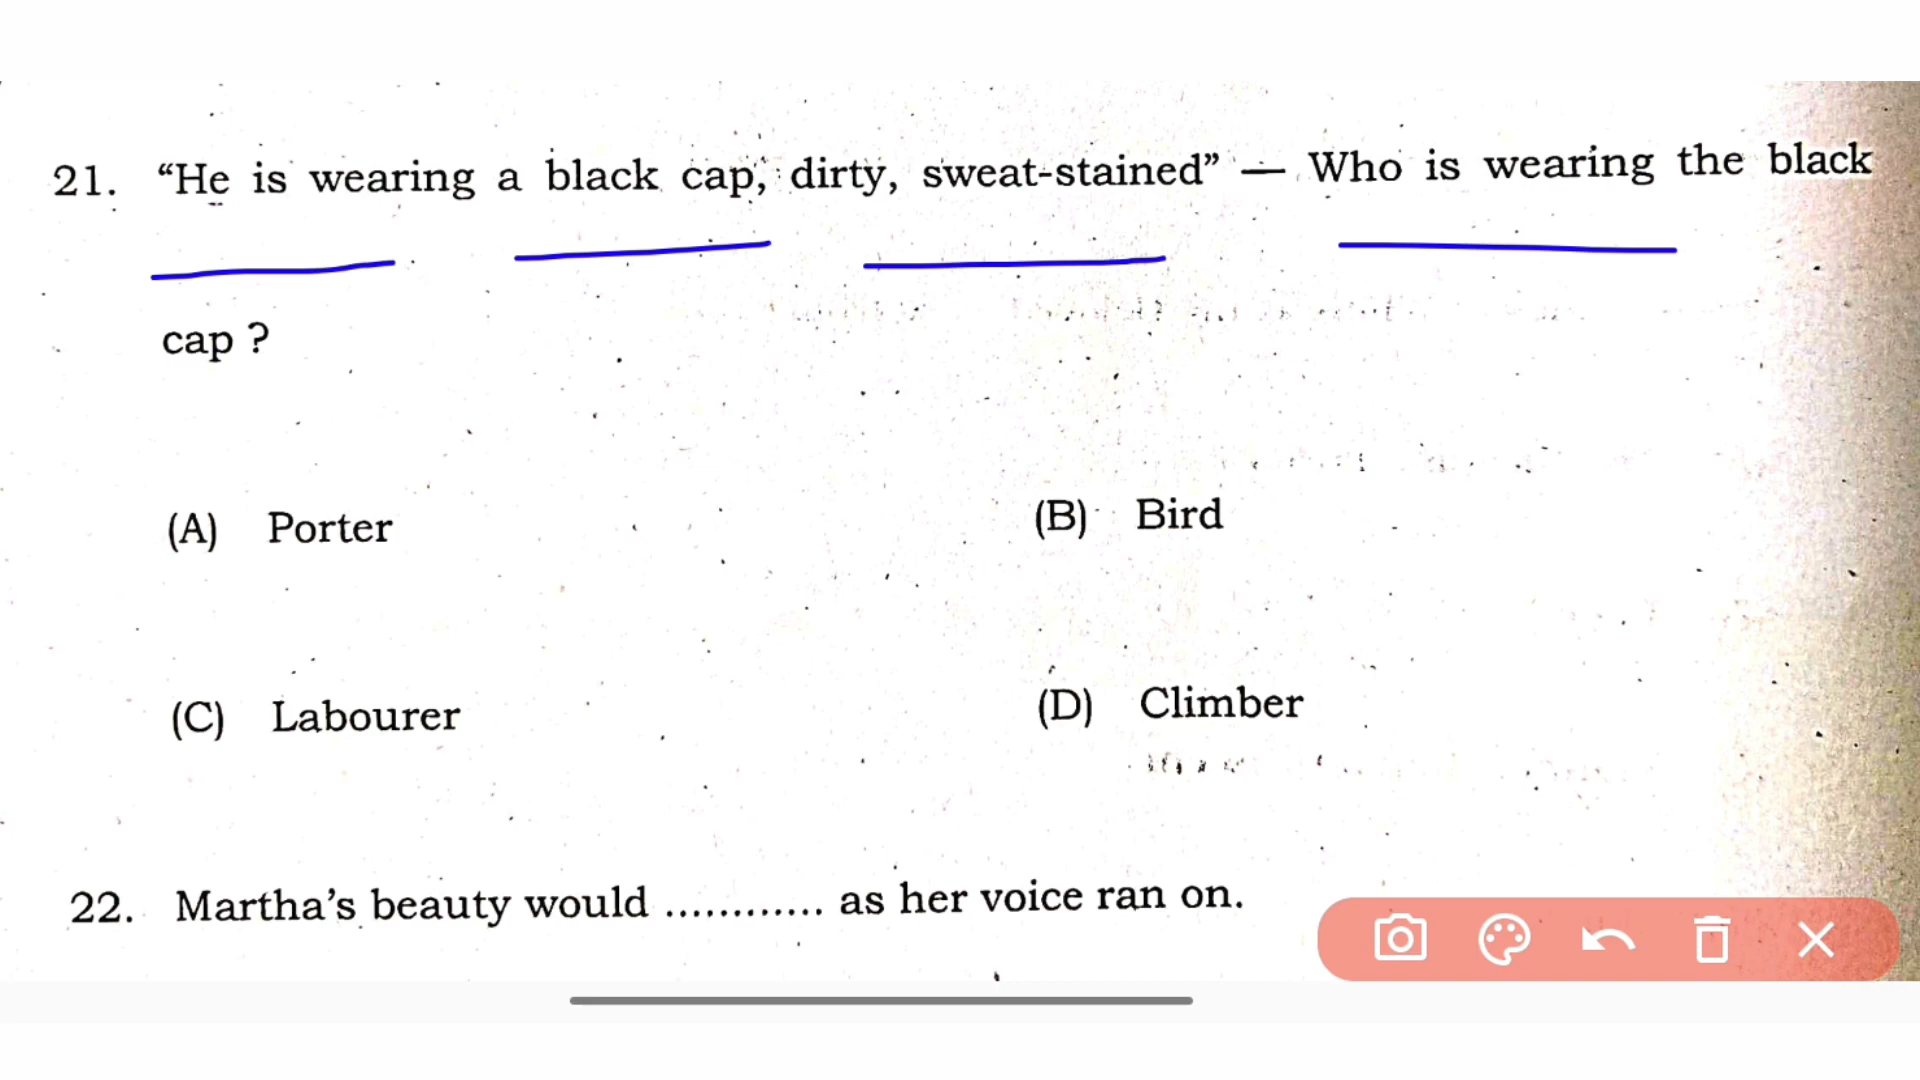 21. “He is wearing a black cap, dirty, sweat-stained” — Who is wearing the black
cap ?
(A) Porter
(B) Bird
(C) Labourer
(D) Climber
22. Martha’s beauty would ............ as her voice ran on.